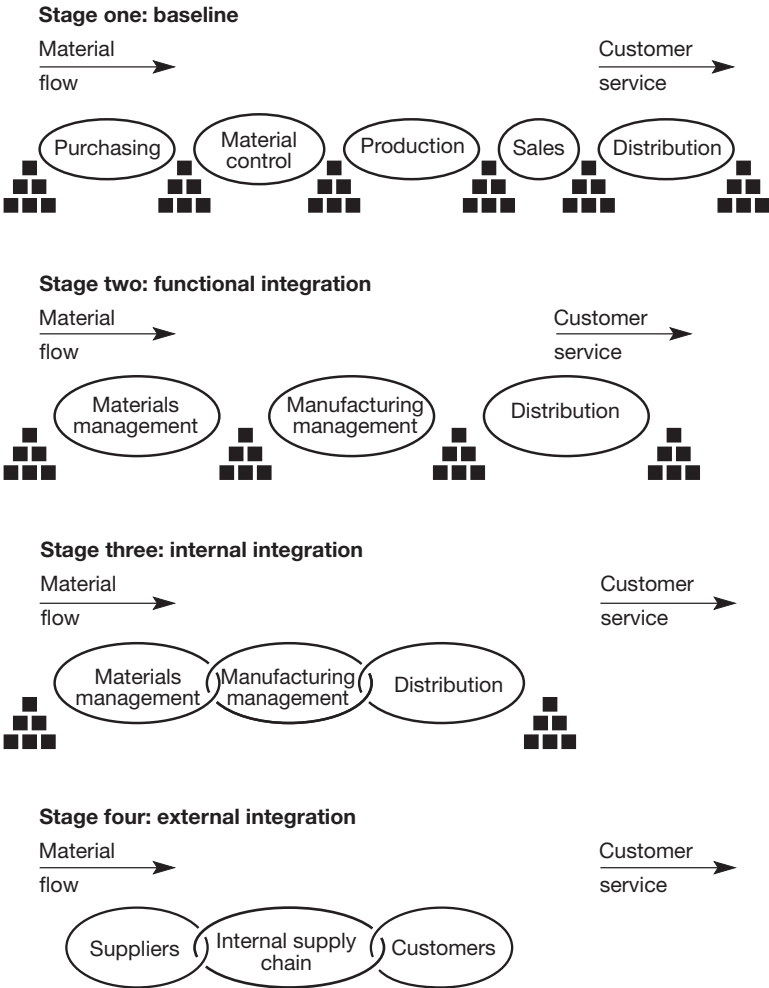 Stage one: baseline
Material
flow
Customer
service
Purchasing
Material
control
Production
Sales
Distribution
Stage two: functional integration
Material
flow
Customer
service
Materials
management
Manufacturing
management
Distribution
Stage three: internal integration
Material
flow
Customer
service
Materials
management
Manufacturing
management
Distribution
Stage four: external integration
Material
flow
Customer
service
Suppliers
Internal supply
chain
Customers